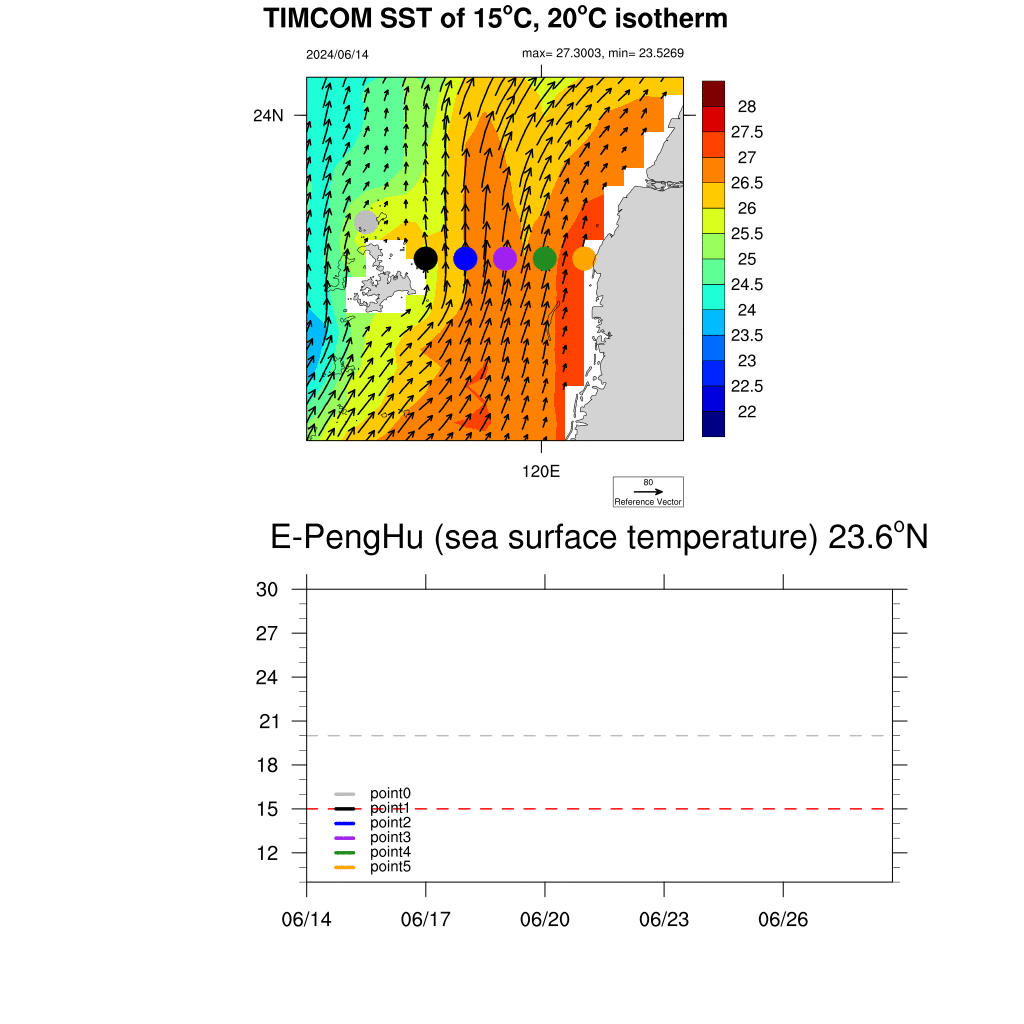 TIMCOM SST of 15°C, 20°C isotherm
2024/06/14 max= 27.3003, min= 23.5269
24N
28
27.5
27
26.5
26
25.5
25
24.5
24
23.5
23
22.5
22
120E
80
Reference Vector
E-PengHu (sea surface temperature) 23.6°N
30
27
24
21
18
15
12
point0
point1
point2
point3
point4
point5
06/14 06/17 06/20 06/23 06/26